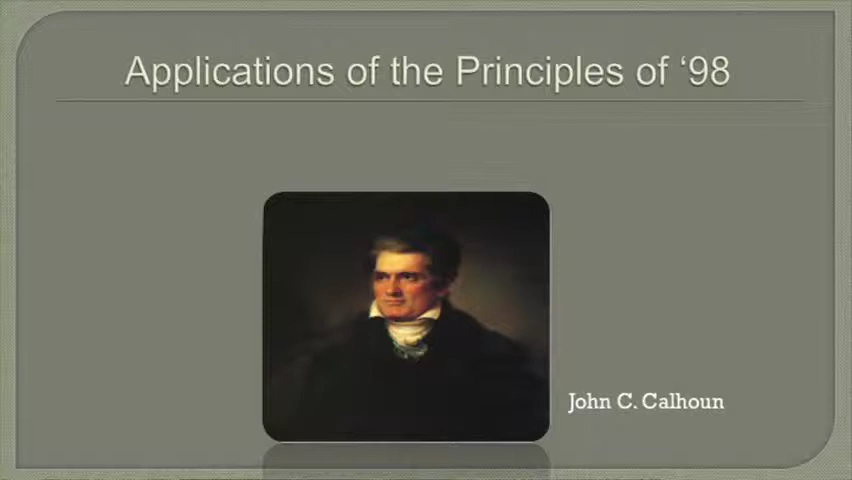 Applications of the Principles of ‘98
John C. Calhoun